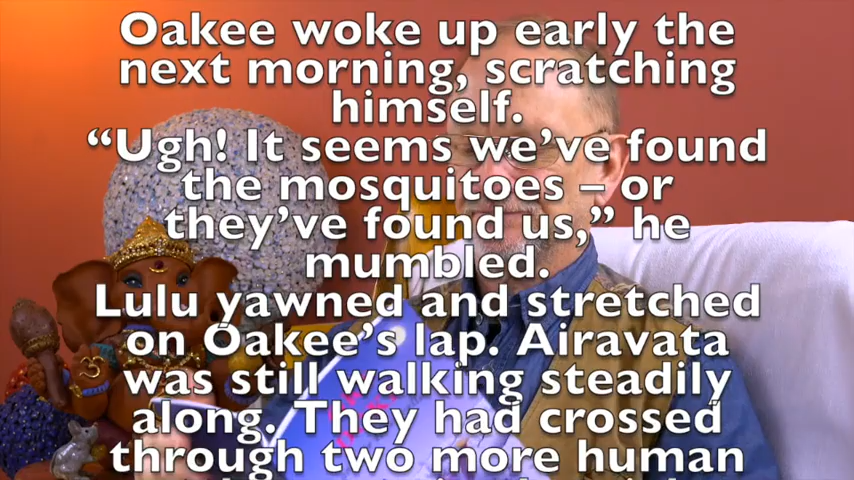 Oakee woke up early the
next morning, scratching
himself.
“Ugh! It seems we’ve found
the mosquitoes – or
they’ve found us,” he
mumbled.
Lulu yawned and stretched
on Oakee’s lap. Airavata
was still walking steadily
along. They had crossed
through two more human